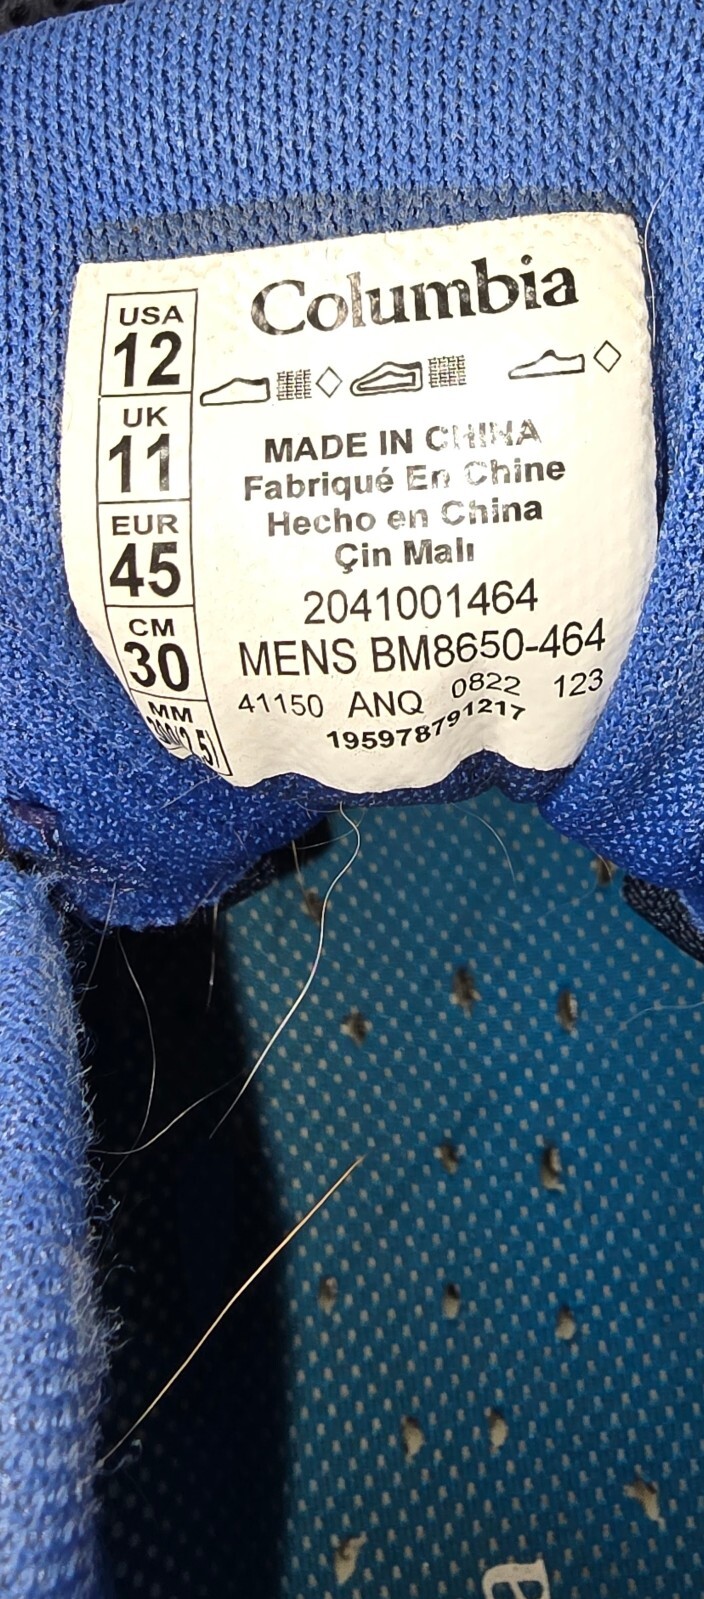 Columbia
USA
12
UK
11
EUR
45
CM
30
MM
MADE IN CHINA
Fabriqué En Chine
Hecho en China
Çin Malı
2041001464
MENS BM8650-464
41150 ANQ 0822 123
195978791217